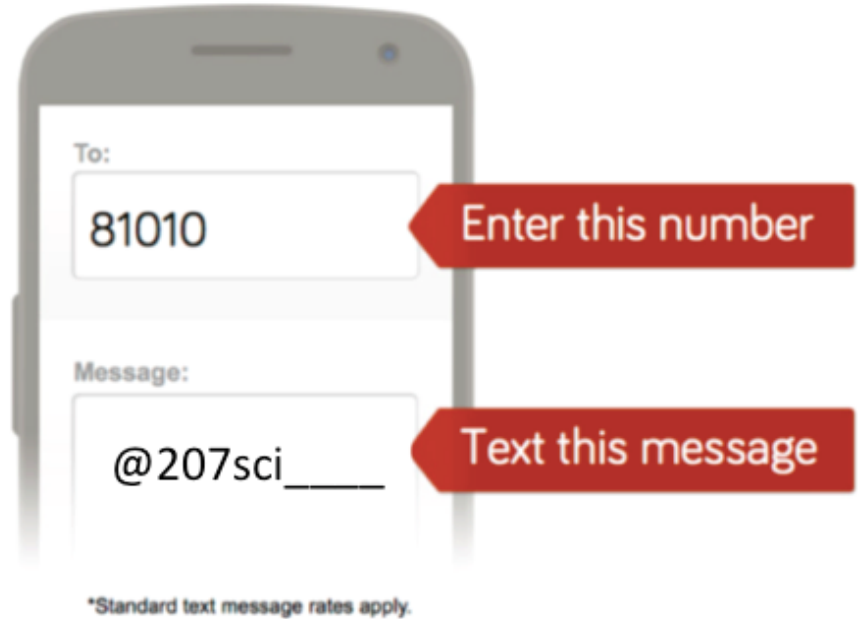 To:
81010
Enter this number
Message:
@207sci____
Text this message
*Standard text message rates apply.